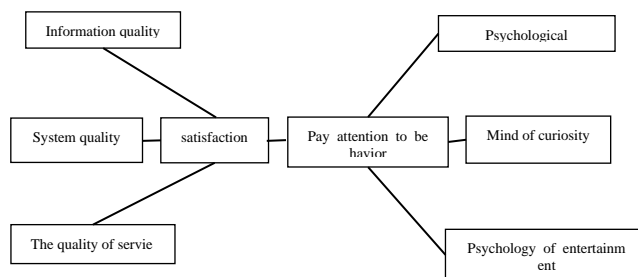 Information quality
Psychological
System quality
satisfaction
Pay attention to be
havior
Mind of curiosity
The quality of servie
Psychology of entertainm
ent